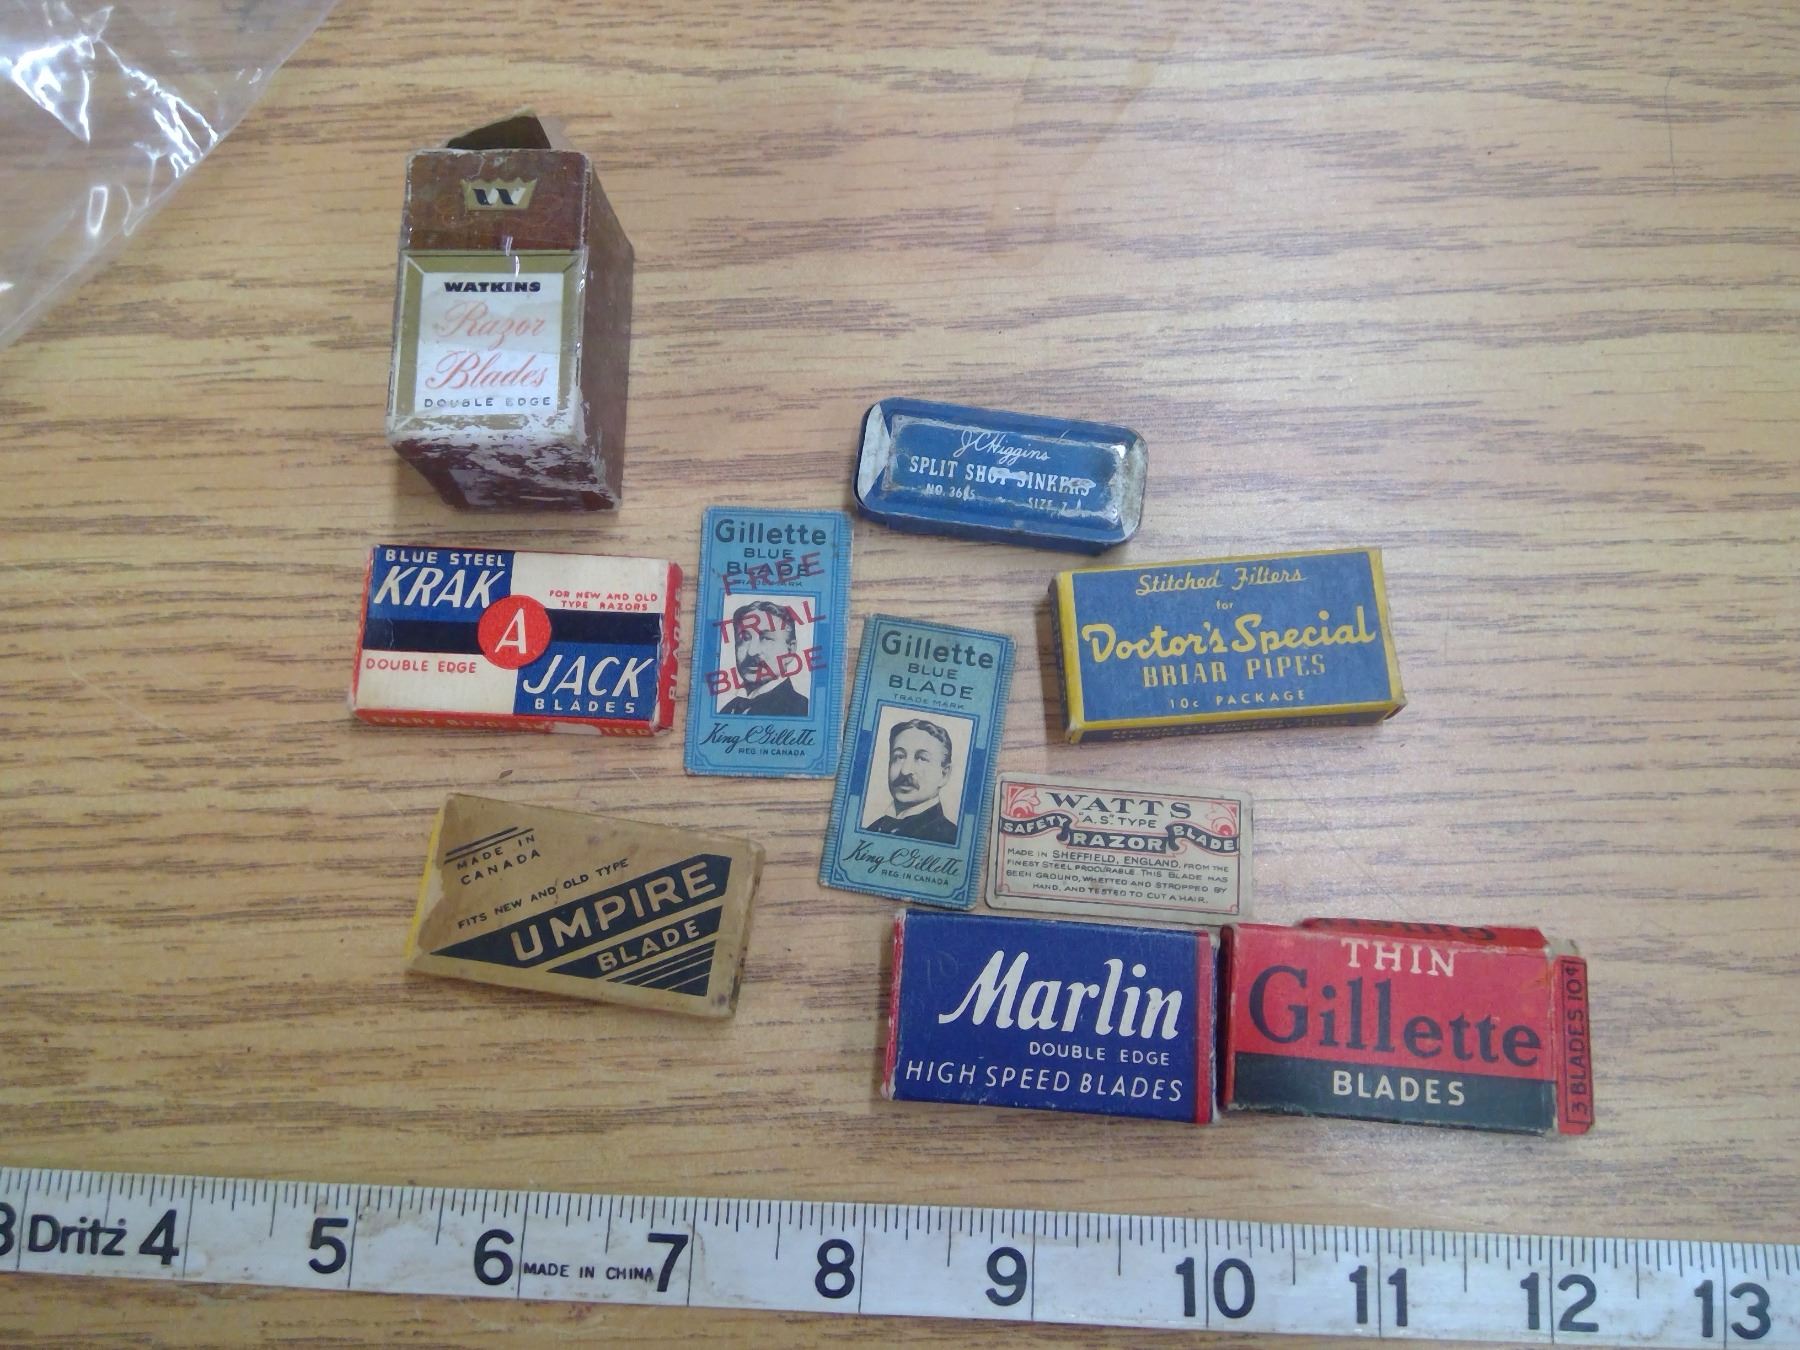 W
WATKINS
Razor
Blades
DOUBLE EDGE
J.C. Higgins
SPLIT SHOT SINKERS
SIZE 7
BLUE STEEL
KRAK
FOR NEW AND OLD
TYPE RAZORS
A
DOUBLE EDGE
JACK
BLADES
BLADES
Gillette
BLUE
BLADE
TRADE MARK
FREE
TRIAL
BLADE
King C Gillette
REG. IN CANADA
Gillette
BLUE
BLADE
TRADE MARK
King C Gillette
REG. IN CANADA
Stitched Filters
for
Doctor's Special
BRIAR PIPES
10c PACKAGE
MADE IN
CANADA
FITS NEW AND OLD TYPE
UMPIRE
BLADE
WATTS
"A.S." TYPE
SAFETY RAZOR BLADE
MADE IN SHEFFIELD, ENGLAND, FROM THE
FINEST STEEL PROCURABLE. THIS BLADE HAS
BEEN GROUND, WHETTED AND STROPPED BY
HAND, AND TESTED TO CUT A HAIR.
Marlin
DOUBLE EDGE
HIGH SPEED BLADES
THIN
Gillette
BLADES
3 BLADES 10¢
3 Dritz 4 5 6 MADE IN CHINA 7 8 9 10 11 12 13